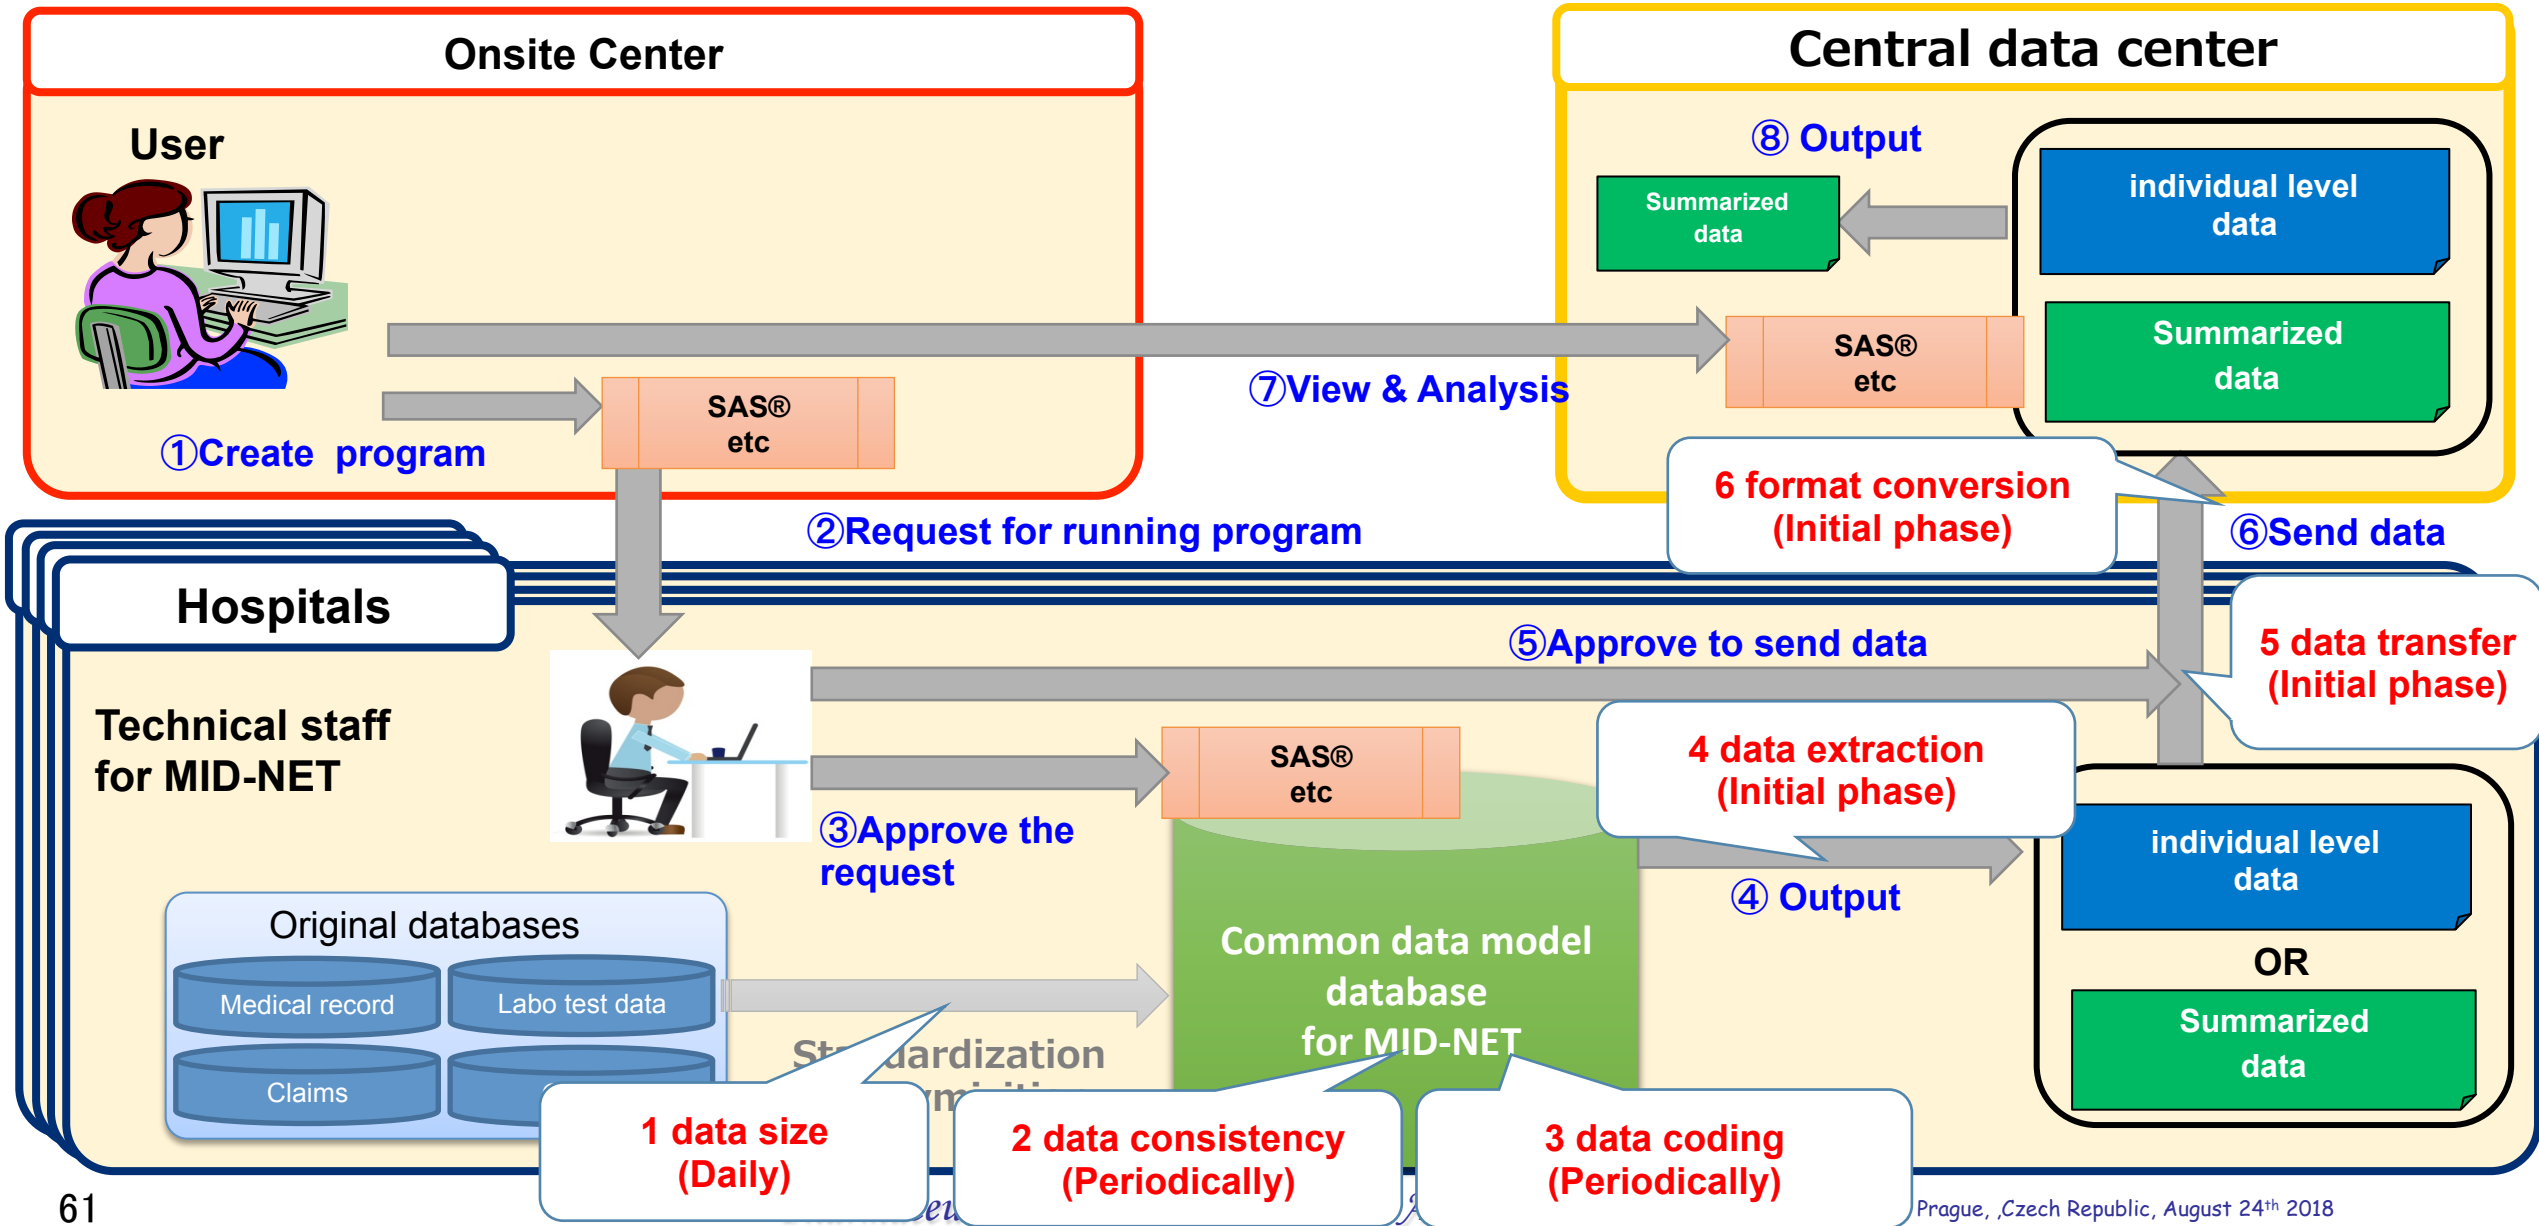 Onsite Center
User
①Create  program
SAS®
etc
Central data center
⑧ Output
Summarized
data
individual level
data
Summarized
data
SAS®
etc
⑦View & Analysis
②Request for running program
6 format conversion
(Initial phase)
⑥Send data
Hospitals
Technical staff
for MID-NET
⑤Approve to send data
5 data transfer
(Initial phase)
SAS®
etc
③Approve the
request
4 data extraction
(Initial phase)
④ Output
individual level
data
OR
Summarized
data
Original databases
Medical record
Labo test data
Claims
Common data model
database
for MID-NET
1 data size
(Daily)
2 data consistency
(Periodically)
3 data coding
(Periodically)
61
Prague, ,Czech Republic, August 24th 2018